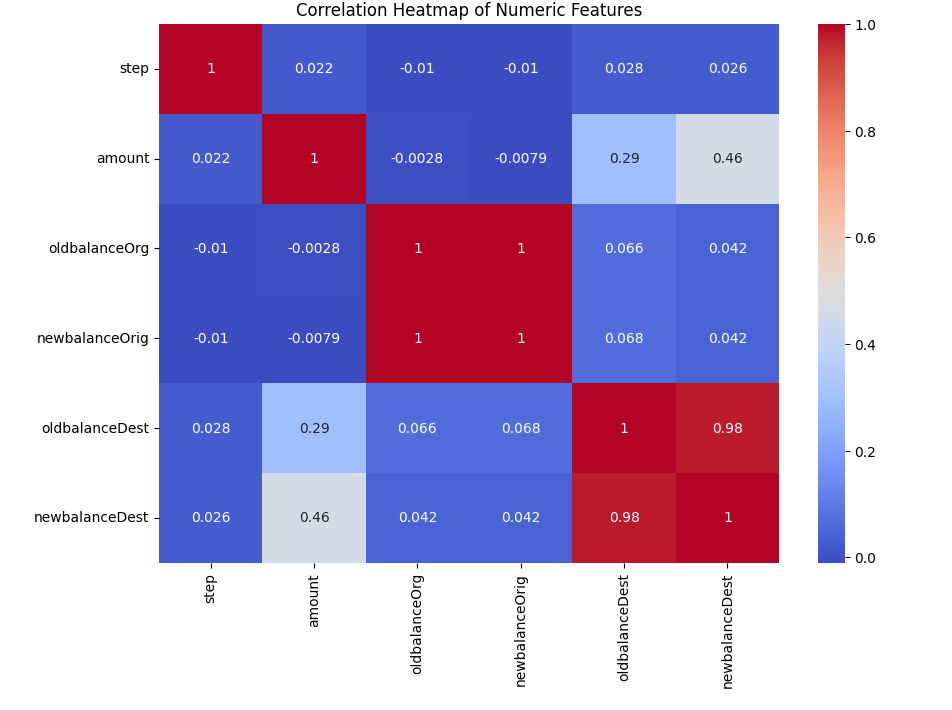 Correlation Heatmap of Numeric Features
step 1 0.022 -0.01 -0.01 0.028 0.026
amount 0.022 1 -0.0028 -0.0079 0.29 0.46
oldbalanceOrg -0.01 -0.0028 1 1 0.066 0.042
newbalanceOrig -0.01 -0.0079 1 1 0.068 0.042
oldbalanceDest 0.028 0.29 0.066 0.068 1 0.98
newbalanceDest 0.026 0.46 0.042 0.042 0.98 1
step
amount
oldbalanceOrg
newbalanceOrig
oldbalanceDest
newbalanceDest
1.0
0.8
0.6
0.4
0.2
0.0